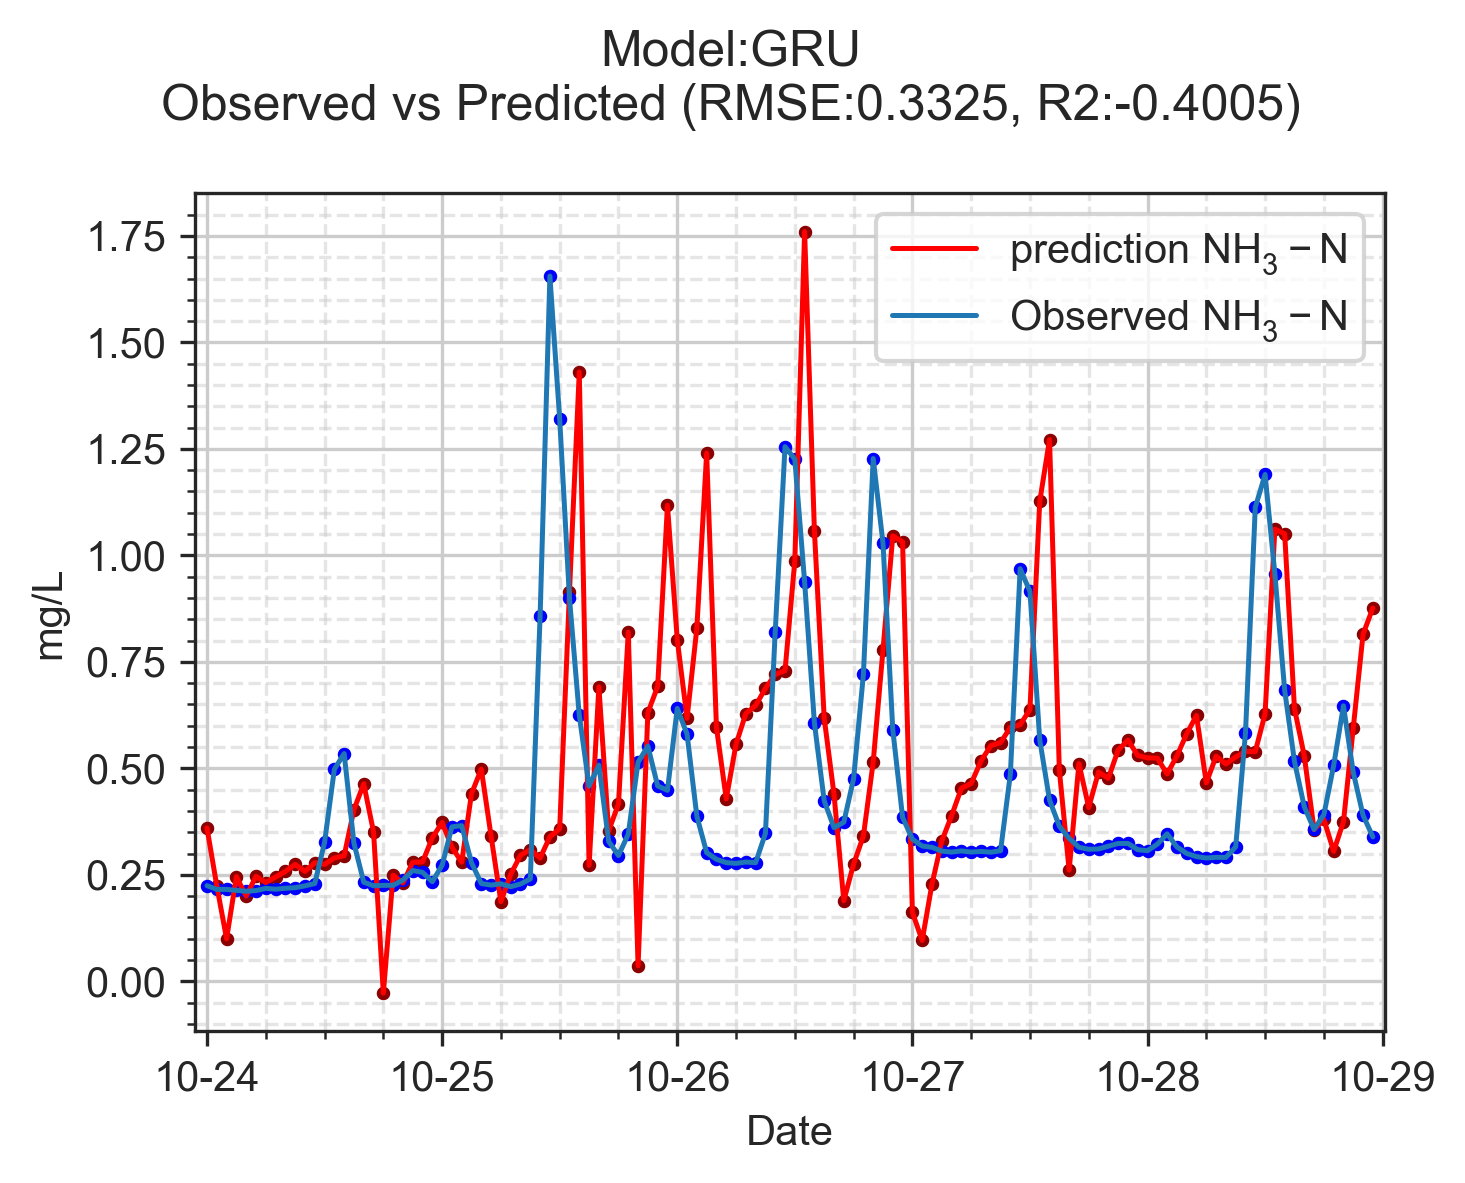 Model:GRU
Observed vs Predicted (RMSE:0.3325, R2:-0.4005)
prediction NH₃ − N
Observed NH₃ − N
1.75
1.50
1.25
1.00
0.75
0.50
0.25
0.00
mg/L
10-24 10-25 10-26 10-27 10-28 10-29
Date